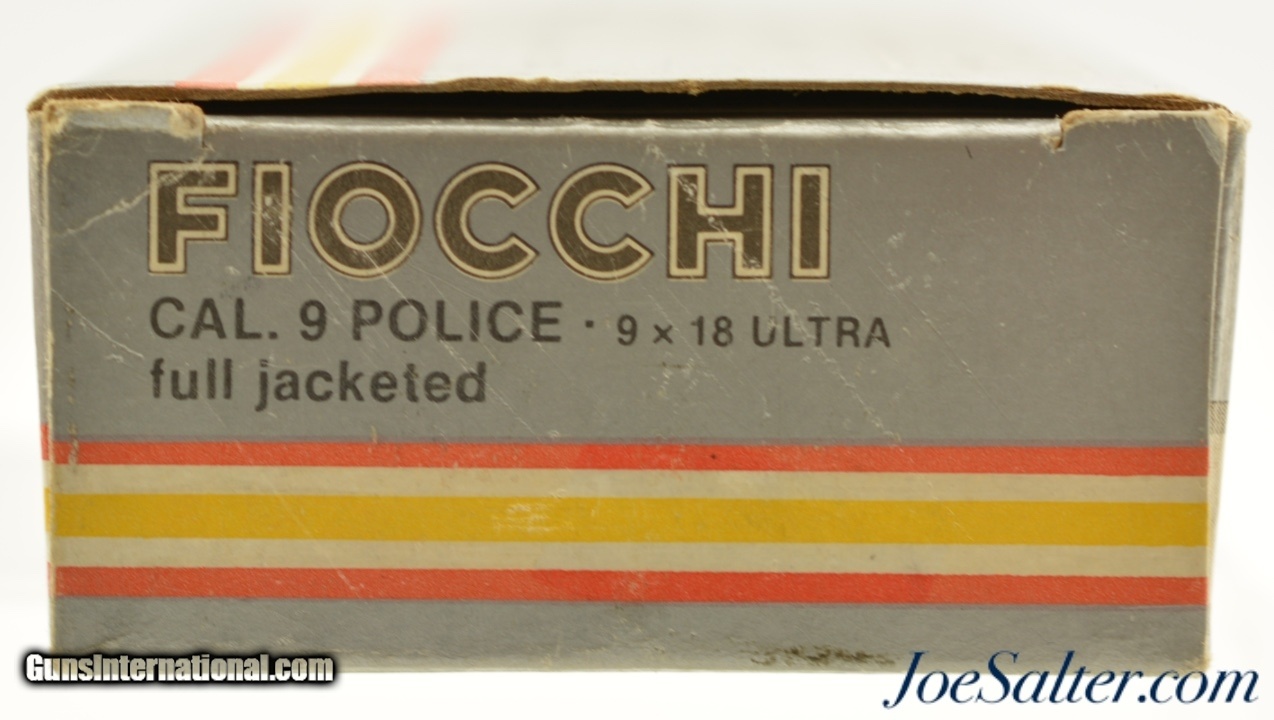 FIOCCHI
CAL. 9 POLICE · 9 × 18 ULTRA
full jacketed
GunsInternational.com
JoeSalter.com